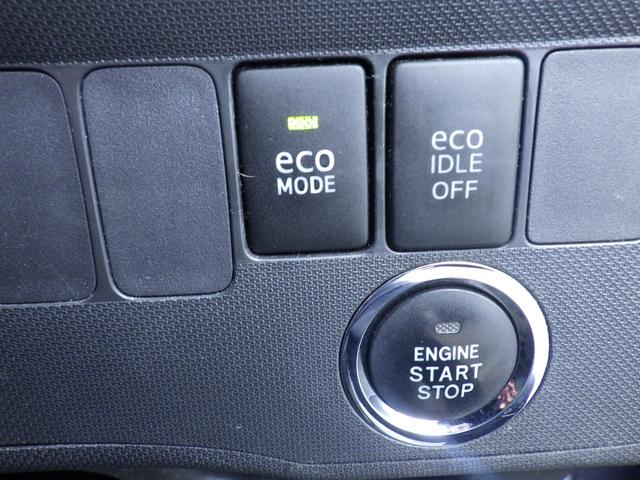 eco
MODE
eco
IDLE
OFF
ENGINE
START
STOP